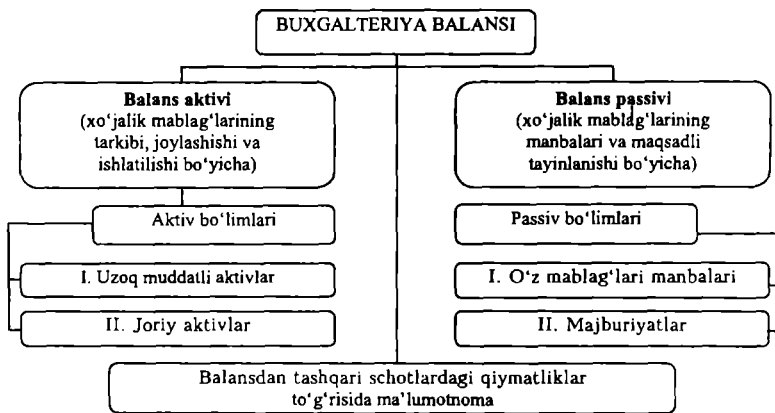 BUXGALTERIYA BALANSI
Balans aktivi
(xo‘jalik mablag‘larining
tarkibi, joylashishi va
ishlatilishi bo‘yicha)
Balans passivi
(xo‘jalik mablag‘larining
manbalari va maqsadli
tayinlanishi bo‘yicha)
Aktiv bo‘limlari
Passiv bo‘limlari
I. Uzoq muddatli aktivlar
I. O‘z mablag‘lari manbalari
II. Joriy aktivlar
II. Majburiyatlar
Balansdan tashqari schotlardagi qiymatliklar
to‘g‘risida ma’lumotnoma